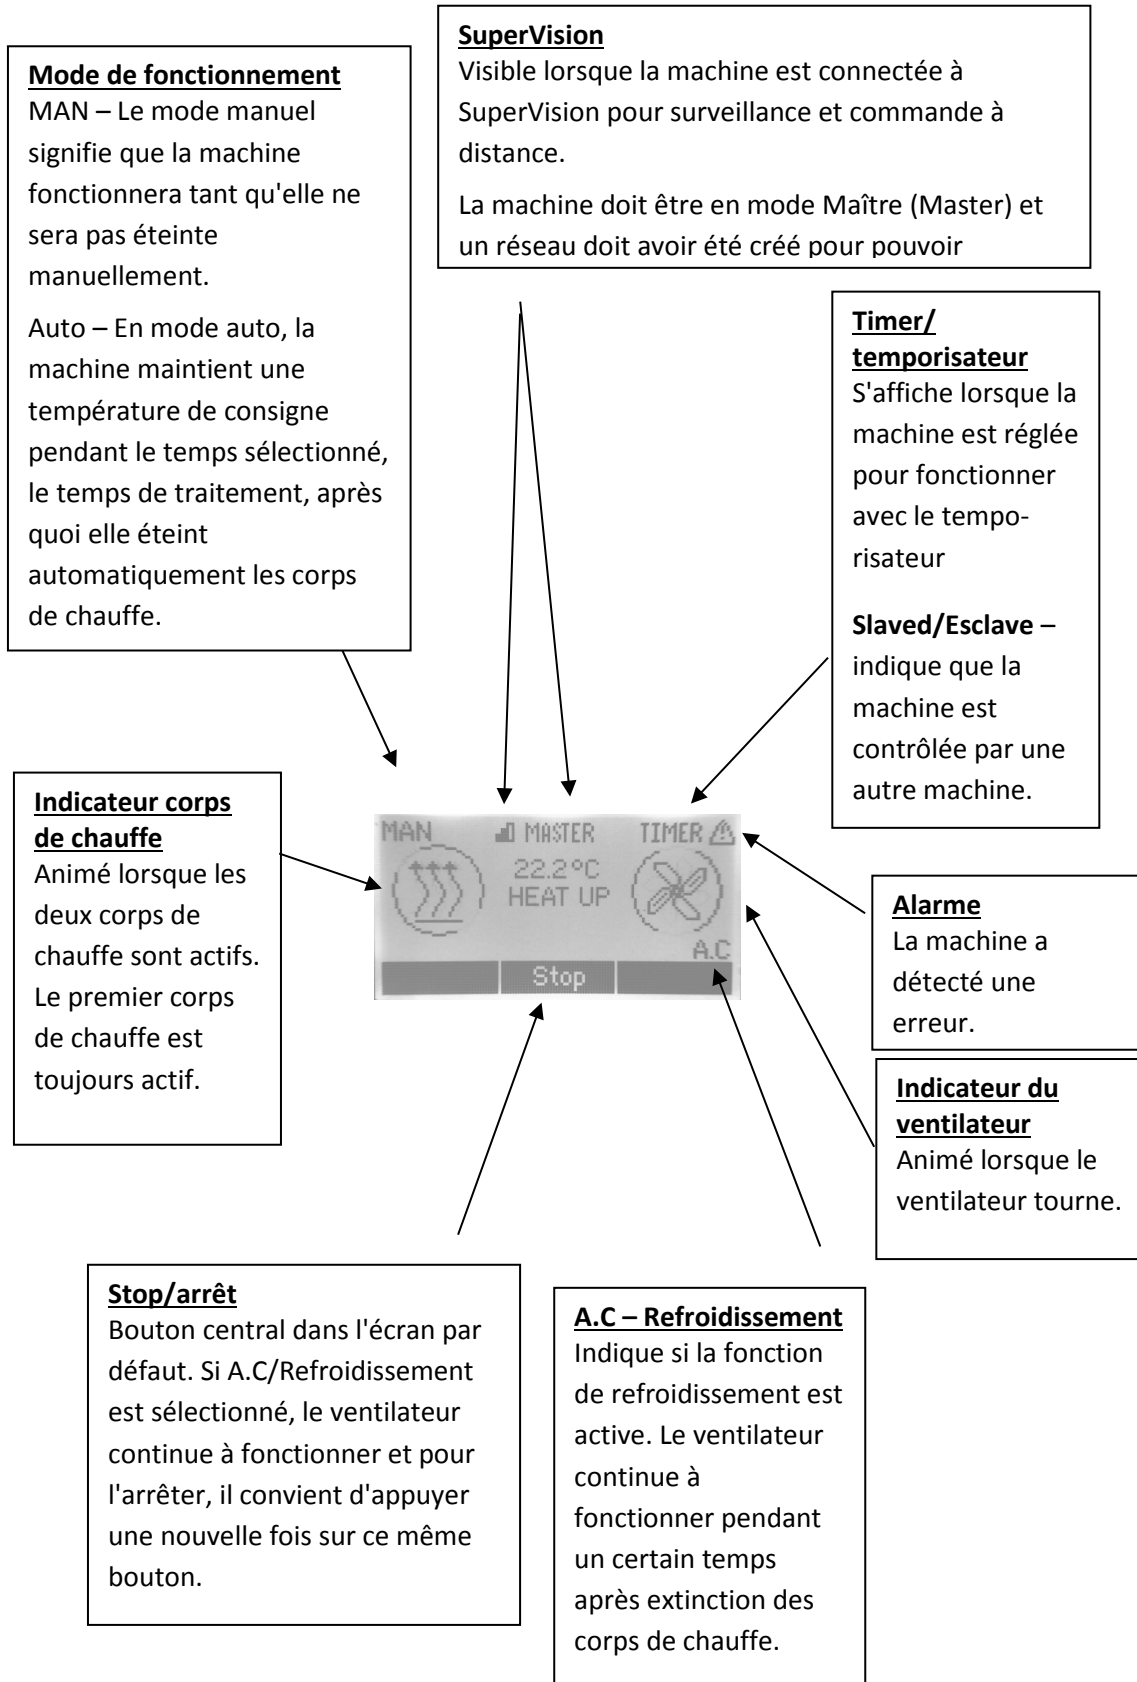 SuperVision
Visible lorsque la machine est connectée à
SuperVision pour surveillance et commande à
distance.
La machine doit être en mode Maître (Master) et
un réseau doit avoir été créé pour pouvoir
Mode de fonctionnement
MAN – Le mode manuel
signifie que la machine
fonctionnera tant qu'elle ne
sera pas éteinte
manuellement.
Auto – En mode auto, la
machine maintient une
température de consigne
pendant le temps sélectionné,
le temps de traitement, après
quoi elle éteint
automatiquement les corps
de chauffe.
Timer/
temporisateur
S'affiche lorsque la
machine est réglée
pour fonctionner
avec le tempo-
risateur
Slaved/Esclave –
indique que la
machine est
contrôlée par une
autre machine.
Indicateur corps
de chauffe
Animé lorsque les
deux corps de
chauffe sont actifs.
Le premier corps
de chauffe est
toujours actif.
MAN MASTER TIMER
22.2°C
HEAT UP
A.C
Stop
Alarme
La machine a
détecté une
erreur.
Indicateur du
ventilateur
Animé lorsque le
ventilateur tourne.
Stop/arrêt
Bouton central dans l'écran par
défaut. Si A.C/Refroidissement
est sélectionné, le ventilateur
continue à fonctionner et pour
l'arrêter, il convient d'appuyer
une nouvelle fois sur ce même
bouton.
A.C – Refroidissement
Indique si la fonction
de refroidissement est
active. Le ventilateur
continue à
fonctionner pendant
un certain temps
après extinction des
corps de chauffe.